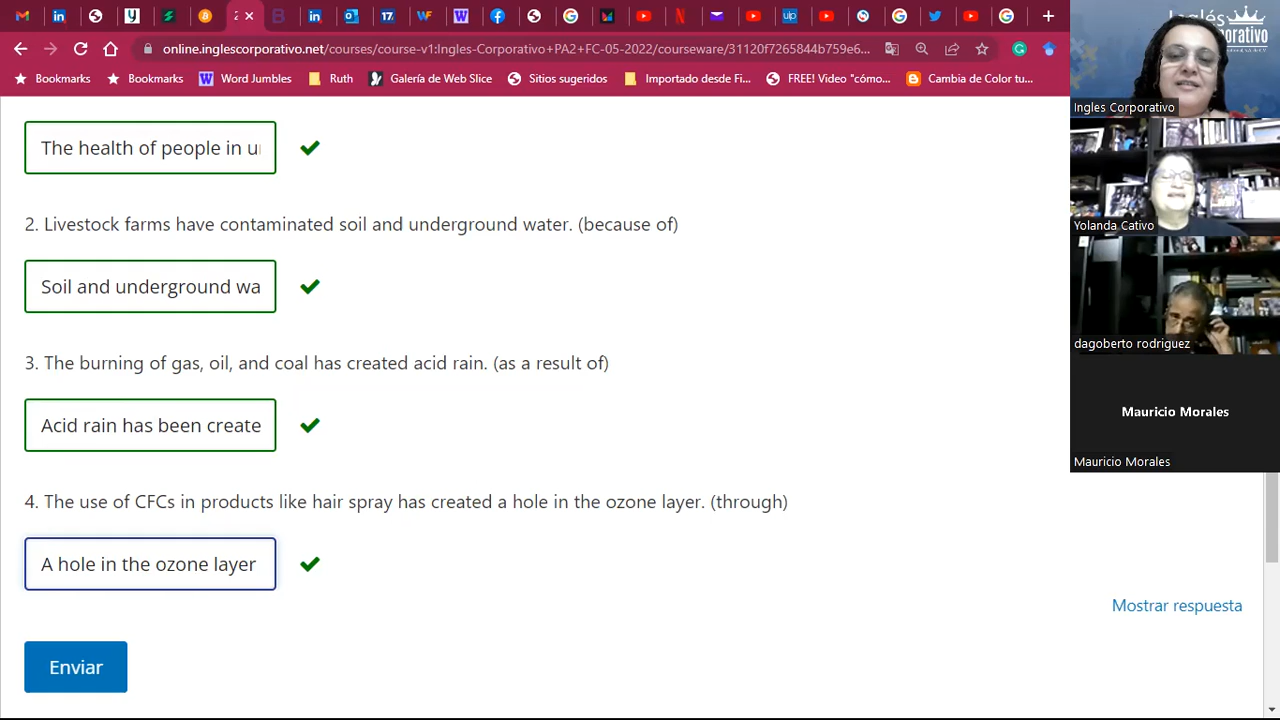 online.inglescorporativo.net/courses/course-v1:Ingles-Corporativo+PA2+FC-05-2022/courseware/31120f7265844b759e6...
Bookmarks Bookmarks Word Jumbles Ruth Galería de Web Slice Sitios sugeridos Importado desde Fi... FREE! Video "cómo... Cambia de Color tu...
The health of people in u
2. Livestock farms have contaminated soil and underground water. (because of)
Soil and underground wa
3. The burning of gas, oil, and coal has created acid rain. (as a result of)
Acid rain has been create
4. The use of CFCs in products like hair spray has created a hole in the ozone layer. (through)
A hole in the ozone layer
Mostrar respuesta
Enviar
Inglés
Ingles Corporativo
Yolanda Cativo
dagoberto rodriguez
Mauricio Morales
Mauricio Morales